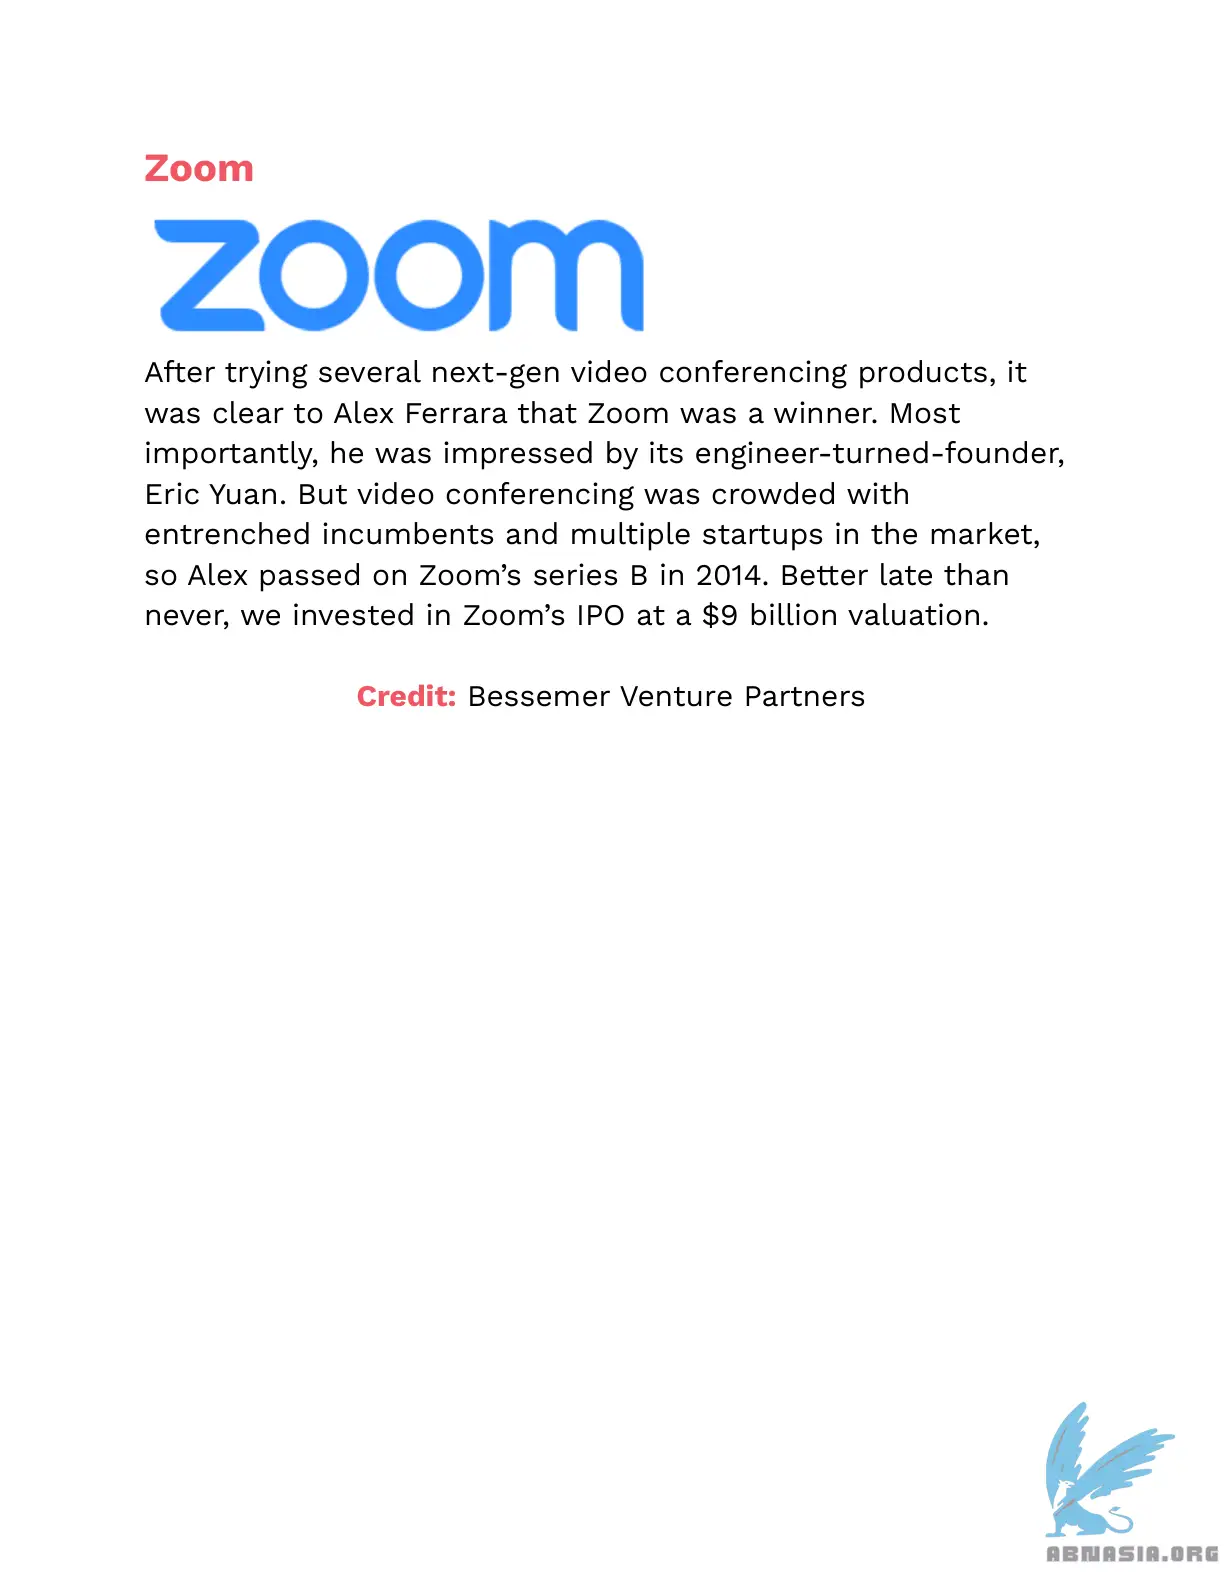 Zoom
zoom
After trying several next-gen video conferencing products, it
was clear to Alex Ferrara that Zoom was a winner. Most
importantly, he was impressed by its engineer-turned-founder,
Eric Yuan. But video conferencing was crowded with
entrenched incumbents and multiple startups in the market,
so Alex passed on Zoom’s series B in 2014. Better late than
never, we invested in Zoom’s IPO at a $9 billion valuation.
Credit: Bessemer Venture Partners
ABNASIA.ORG